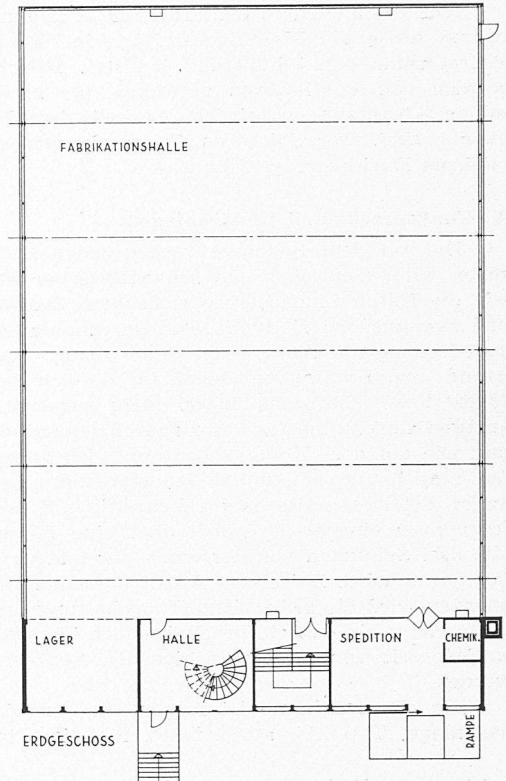 FABRIKATIONSHALLE
LAGER
HALLE
SPEDITION
CHEMIK.
ERDGESCHOSS
RAMPE